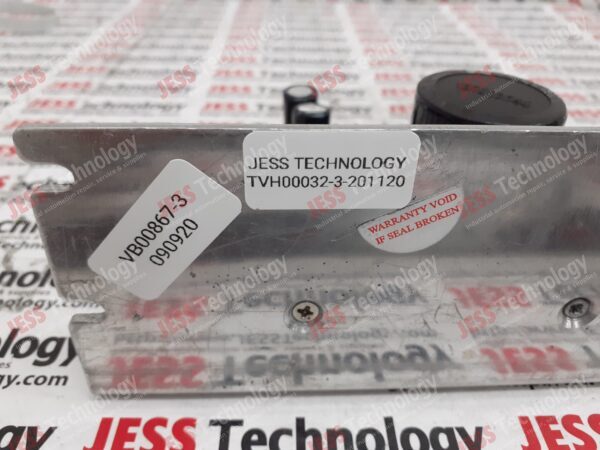 JESS TECHNOLOGY
TVH00032-3-201120
VB00867-3
090920
WARRANTY VOID
IF SEAL BROKEN
JESS Technology